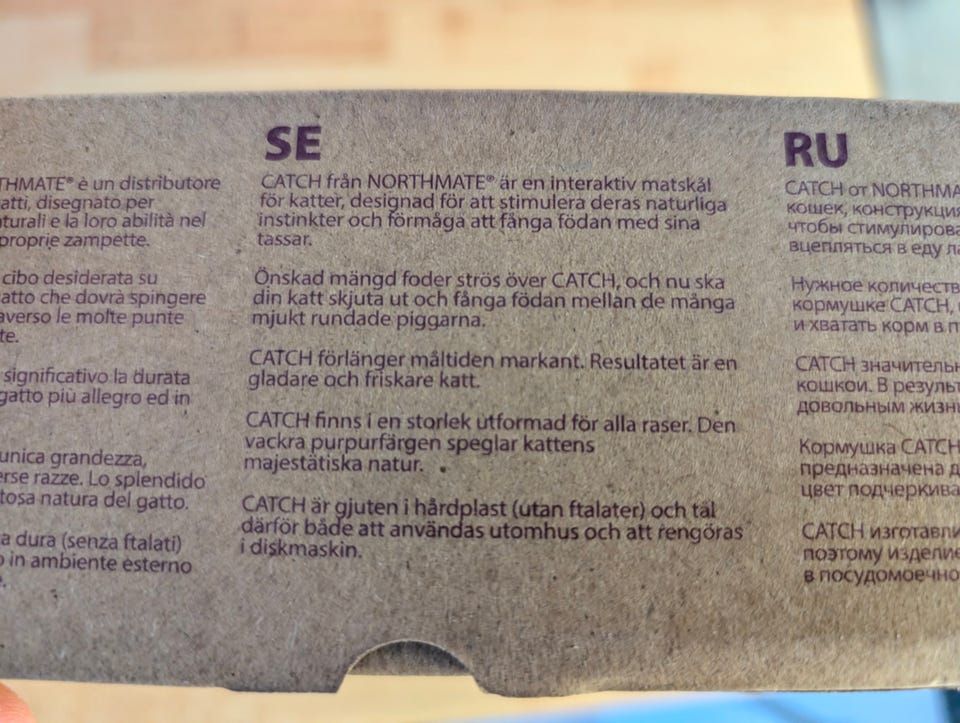 THMATE® è un distributore
atti, disegnato per
turali e la loro abilità nel
proprie zampette.
cibo desiderata su
atto che dovrà spingere
averso le molte punte
te.
significativo la durata
gatto più allegro ed in
unica grandezza,
erse razze. Lo splendido
tosa natura del gatto.
a dura (senza ftalati)
o in ambiente esterno
e.
SE
CATCH från NORTHMATE® är en interaktiv matskål
för katter, designad för att stimulera deras naturliga
instinkter och förmåga att fånga födan med sina
tassar.
Önskad mängd foder strös över CATCH, och nu ska
din katt skjuta ut och fånga födan mellan de många
mjukt rundade piggarna.
CATCH förlänger måltiden markant. Resultatet är en
gladare och friskare katt.
CATCH finns i en storlek utformad för alla raser. Den
vackra purpurfärgen speglar kattens
majestätiska natur.
CATCH är gjuten i hårdplast (utan ftalater) och tål
därför både att användas utomhus och att rengöras
i diskmaskin.
RU
CATCH от NORTHMA
кошек, конструкция
чтобы стимулирова
вцепляться в еду ла
Нужное количеств
кормушке CATCH,
и хватать корм в п
CATCH значительн
кошкой. В результ
довольным жизнь
Кормушка CATCH
предназначена д
цвет подчеркива
CATCH изготавли
поэтому изделие
в посудомоечно